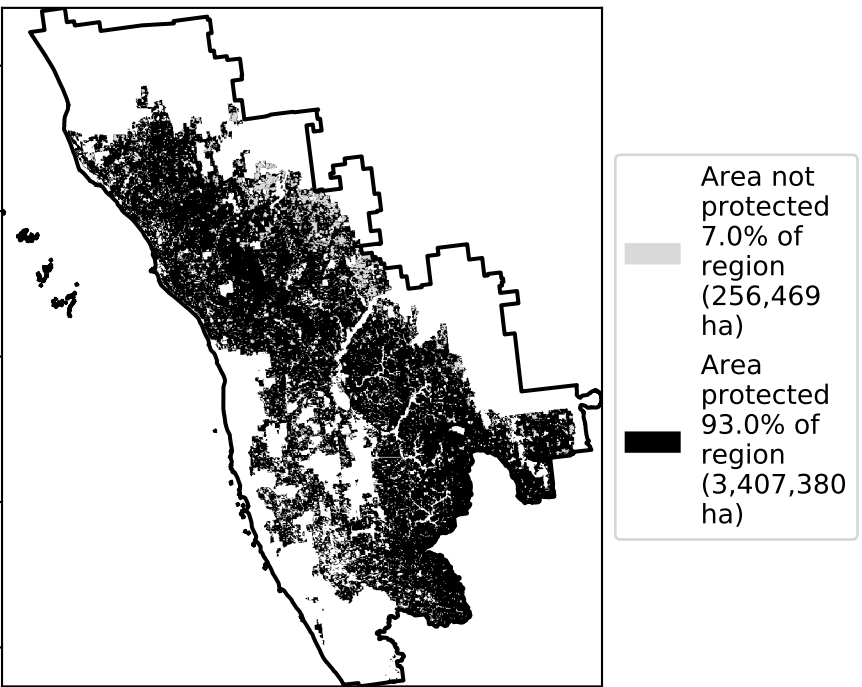 Area not
protected
7.0% of
region
(256,469
ha)
Area
protected
93.0% of
region
(3,407,380
ha)